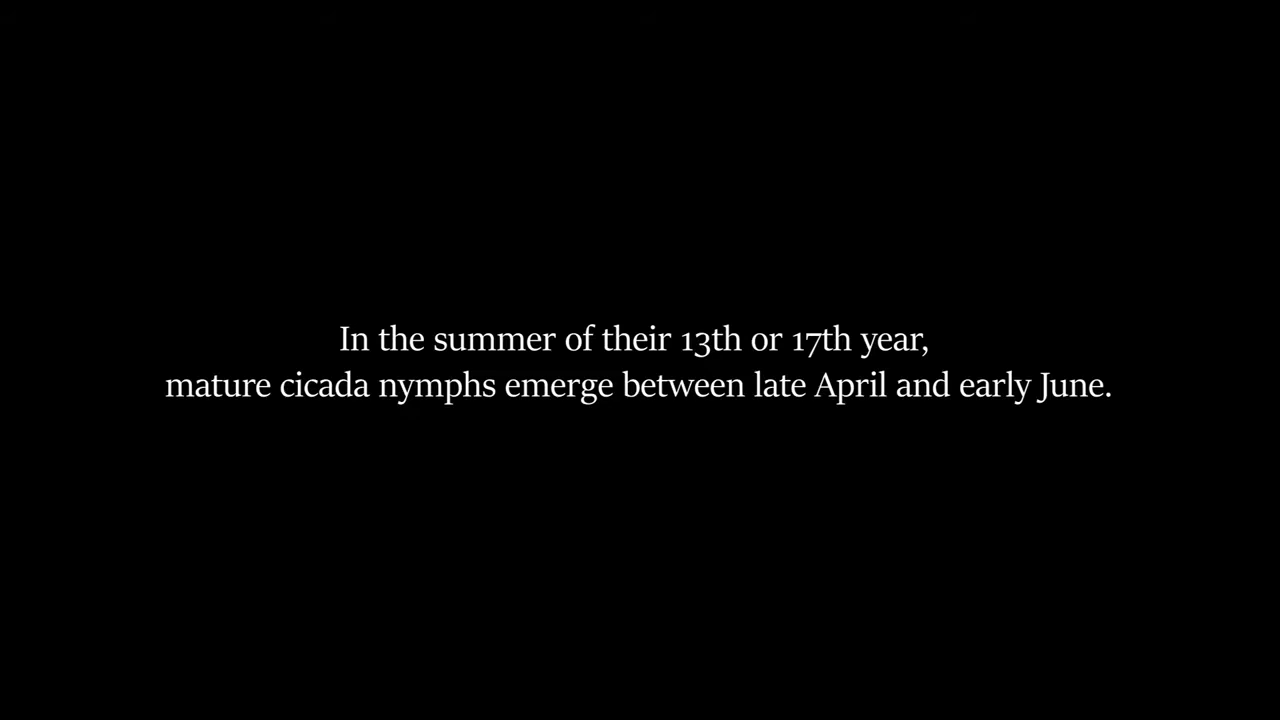 In the summer of their 13th or 17th year,
mature cicada nymphs emerge between late April and early June.